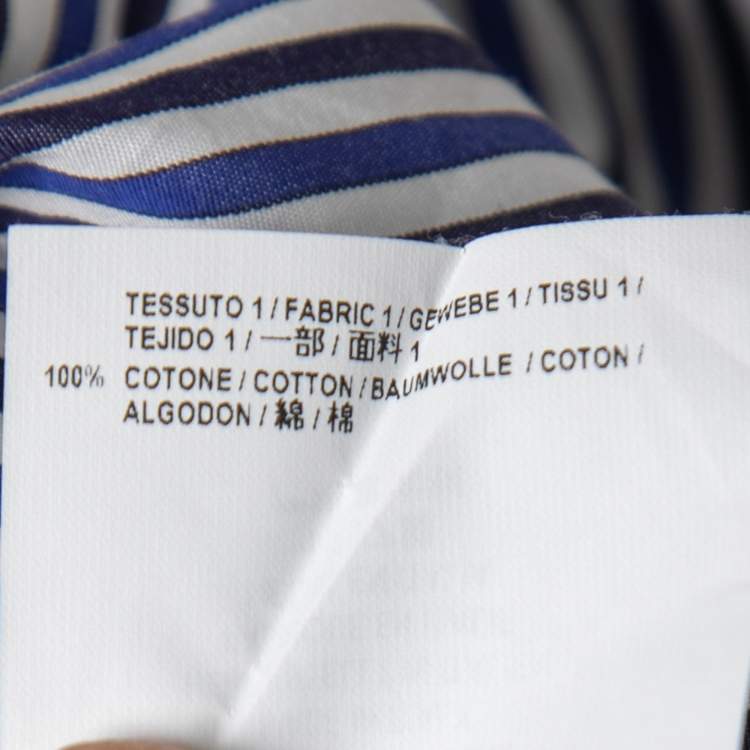 TESSUTO 1 / FABRIC 1 / GEWEBE 1 / TISSU 1 /
TEJIDO 1 / 一部 / 面料 1
100% COTONE / COTTON / BAUMWOLLE / COTON /
ALGODON / 綿 / 棉